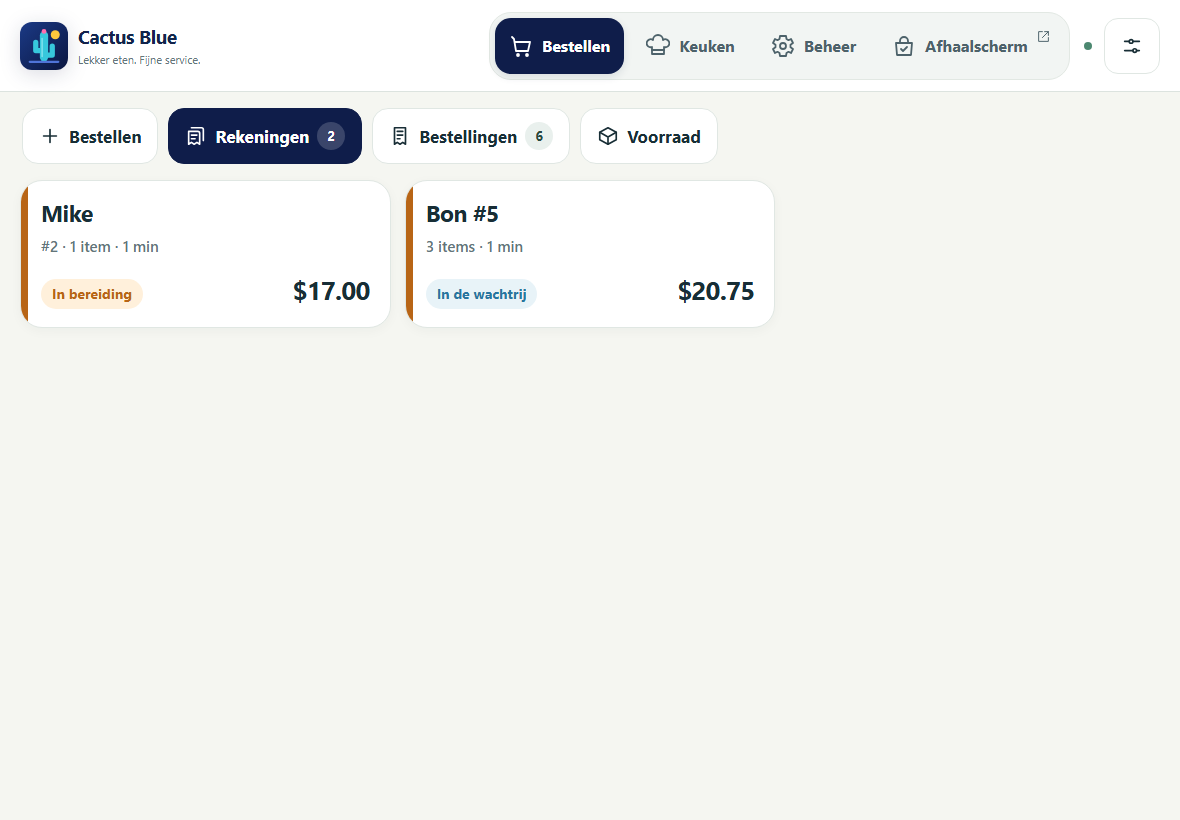 Cactus Blue
Lekker eten. Fijne service.
Bestellen
Keuken
Beheer
Afhaalscherm
Bestellen
Rekeningen 2
Bestellingen 6
Voorraad
Mike
#2 · 1 item · 1 min
In bereiding
$17.00
Bon #5
3 items · 1 min
In de wachtrij
$20.75